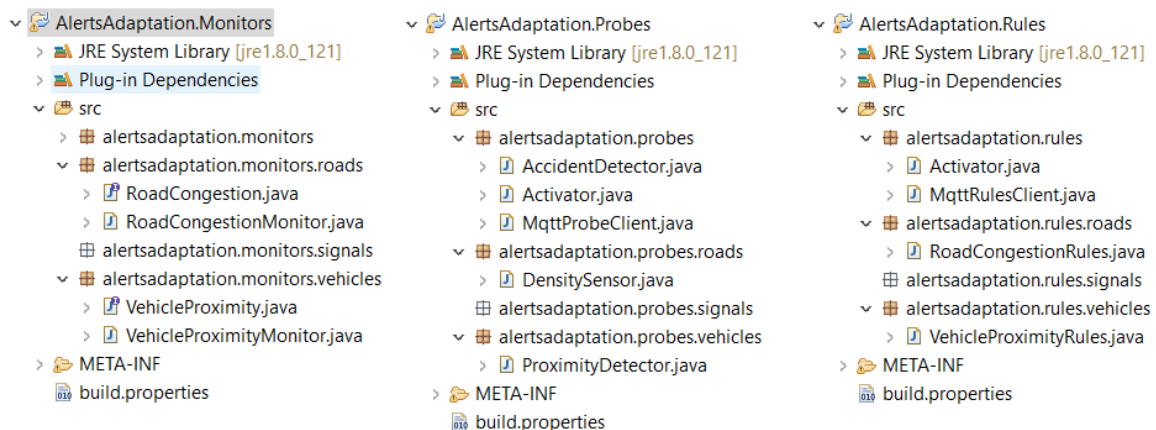 AlertsAdaptation.Monitors
JRE System Library [jre1.8.0_121]
Plug-in Dependencies
src
alertsadaptation.monitors
alertsadaptation.monitors.roads
RoadCongestion.java
RoadCongestionMonitor.java
alertsadaptation.monitors.signals
alertsadaptation.monitors.vehicles
VehicleProximity.java
VehicleProximityMonitor.java
META-INF
build.properties
AlertsAdaptation.Probes
JRE System Library [jre1.8.0_121]
Plug-in Dependencies
src
alertsadaptation.probes
AccidentDetector.java
Activator.java
MqttProbeClient.java
alertsadaptation.probes.roads
DensitySensor.java
alertsadaptation.probes.signals
alertsadaptation.probes.vehicles
ProximityDetector.java
META-INF
build.properties
AlertsAdaptation.Rules
JRE System Library [jre1.8.0_121]
Plug-in Dependencies
src
alertsadaptation.rules
Activator.java
MqttRulesClient.java
alertsadaptation.rules.roads
RoadCongestionRules.java
alertsadaptation.rules.signals
alertsadaptation.rules.vehicles
VehicleProximityRules.java
META-INF
build.properties